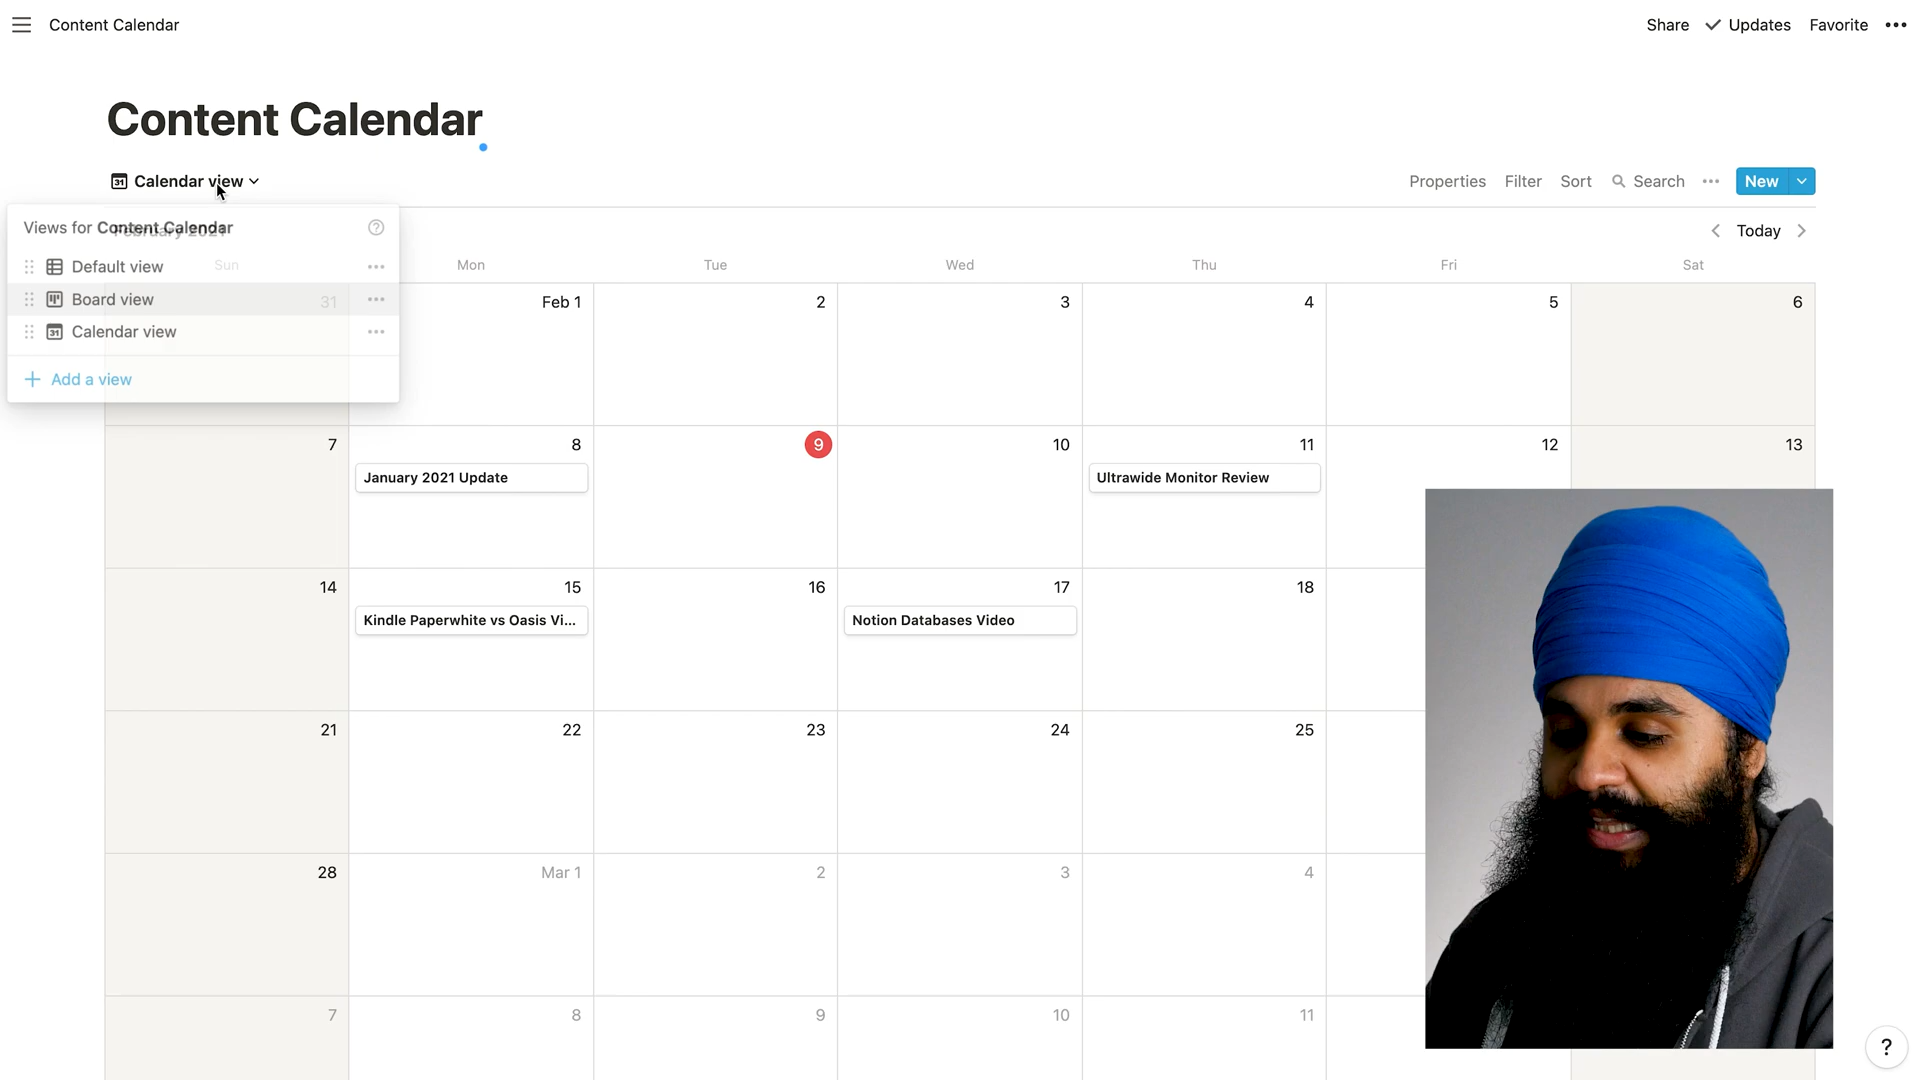 Content Calendar
Share
Updates
Favorite
Content Calendar
Calendar view
Properties
Filter
Sort
Search
New
Views for Content Calendar
February 2021
Today
Default view
Sun
Mon
Tue
Wed
Thu
Fri
Sat
Board view
31
Feb 1
2
3
4
5
6
Calendar view
Add a view
7
8
9
10
11
12
13
January 2021 Update
Ultrawide Monitor Review
14
15
16
17
18
Kindle Paperwhite vs Oasis Vi...
Notion Databases Video
21
22
23
24
25
28
Mar 1
2
3
4
7
8
9
10
11
?